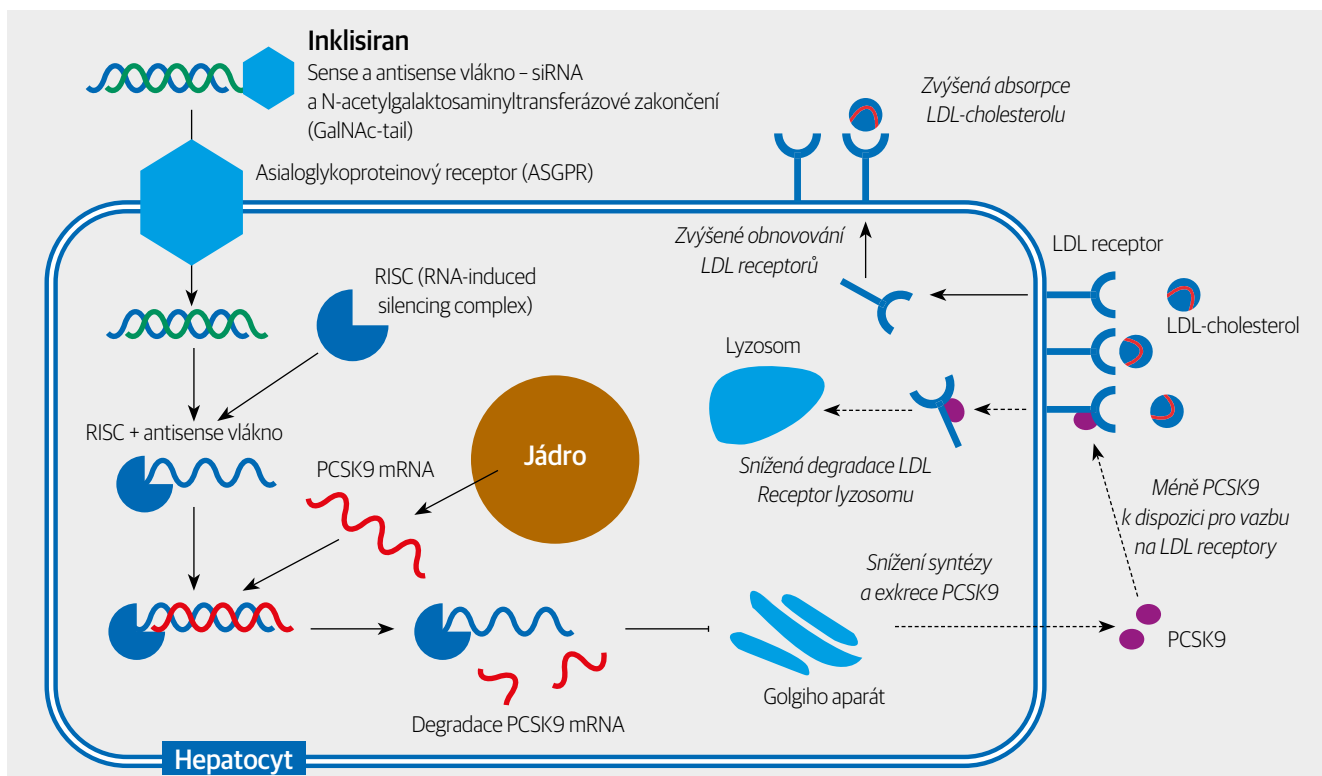 Inklisiran
Sense a antisense vlákno – siRNA
a N-acetylgalaktosaminyltransferázové zakončení
(GalNAc-tail)
Asialoglykoproteinový receptor (ASGPR)
Zvýšená absorpce
LDL-cholesterolu
Zvýšené obnovování
LDL receptorů
LDL receptor
LDL-cholesterol
RISC (RNA-induced
silencing complex)
Lyzosom
RISC + antisense vlákno
PCSK9 mRNA
Jádro
Snížená degradace LDL
Receptor lyzosomu
Méně PCSK9
k dispozici pro vazbu
na LDL receptory
Snížení syntézy
a exkrece PCSK9
PCSK9
Golgiho aparát
Degradace PCSK9 mRNA
Hepatocyt